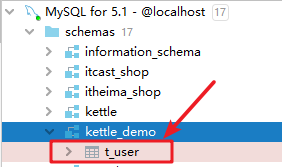 MySQL for 5.1 - @localhost 17
schemas 17
information_schema
itcast_shop
itheima_shop
kettle
kettle_demo
t_user